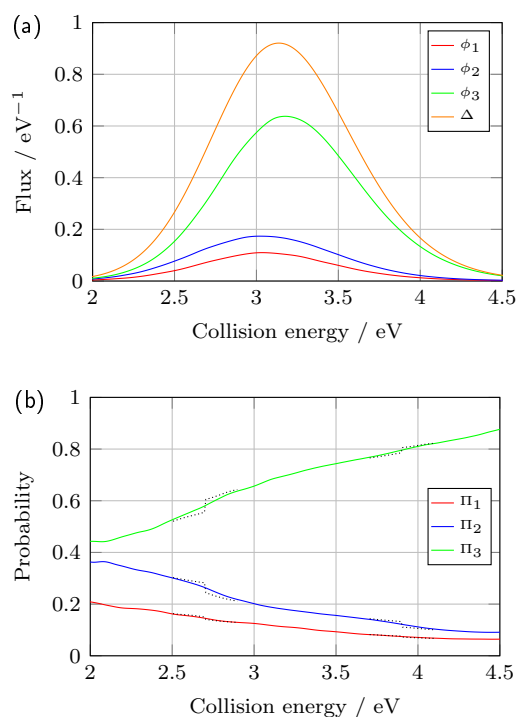 (a)
Flux / eV⁻¹
1
0.8
0.6
0.4
0.2
0
ϕ₁
ϕ₂
ϕ₃
Δ
2
2.5
3
3.5
4
4.5
Collision energy / eV
(b)
Probability
1
0.8
0.6
0.4
0.2
0
Π₁
Π₂
Π₃
2
2.5
3
3.5
4
4.5
Collision energy / eV